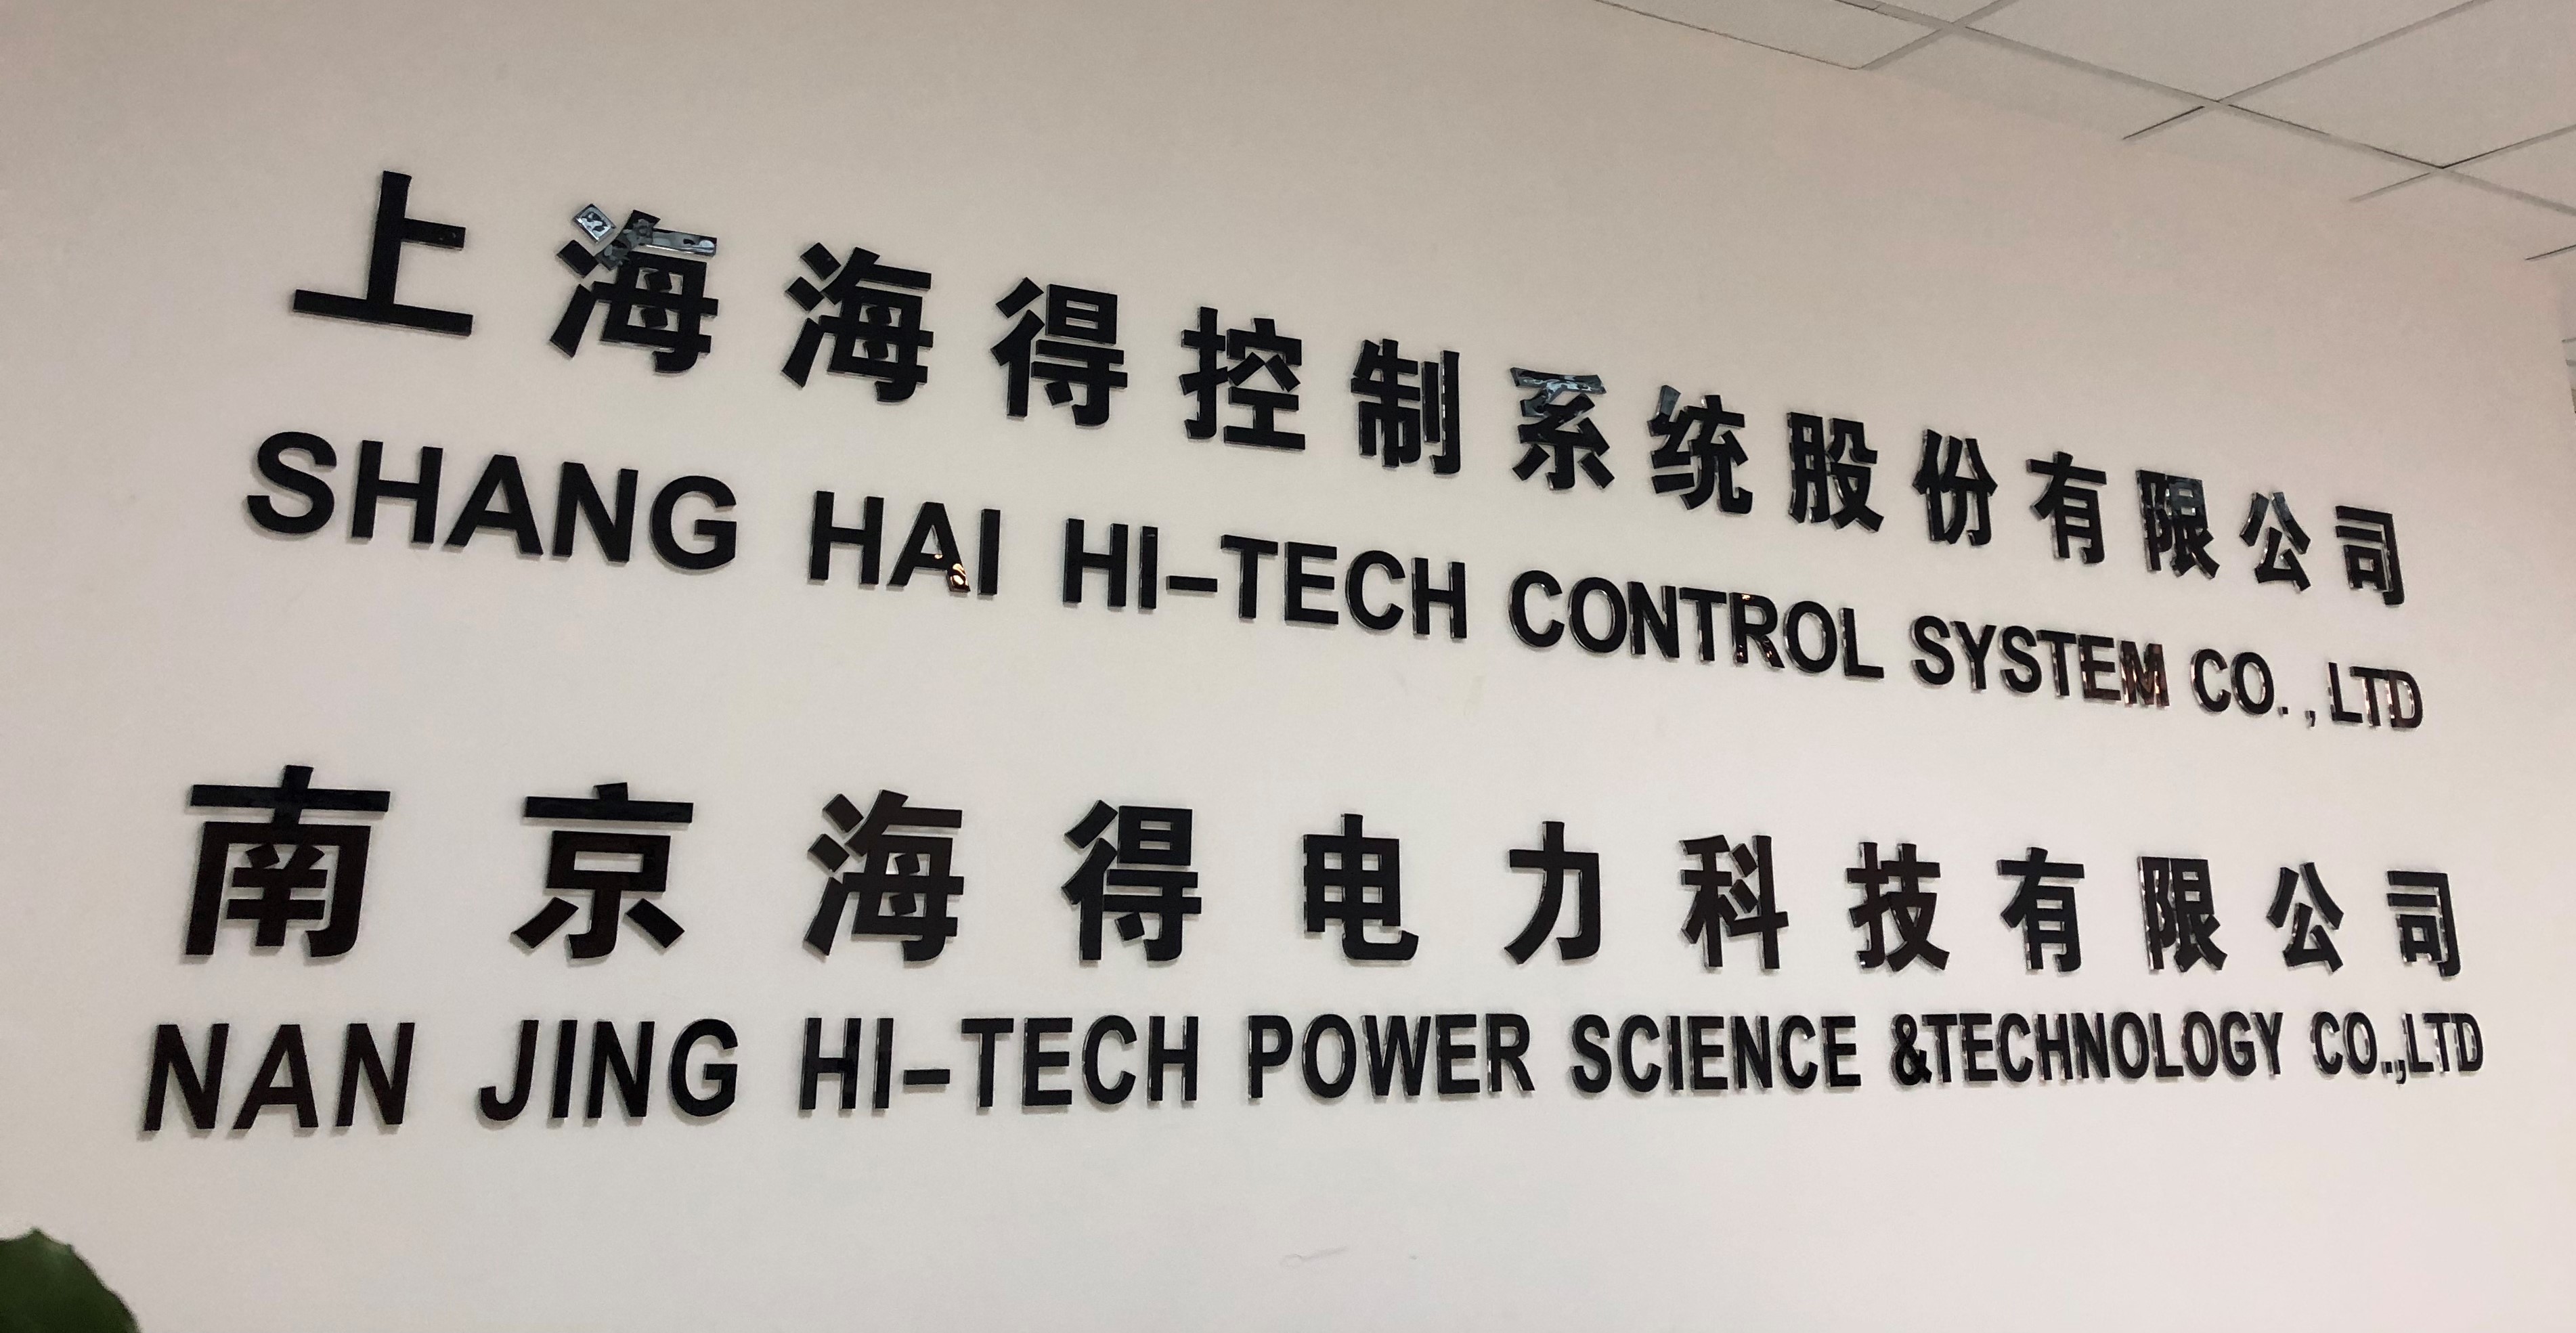 上海海得控制系统股份有限公司
SHANG HAI HI-TECH CONTROL SYSTEM CO.,LTD
南京海得电力科技有限公司
NAN JING HI-TECH POWER SCIENCE &TECHNOLOGY CO.,LTD